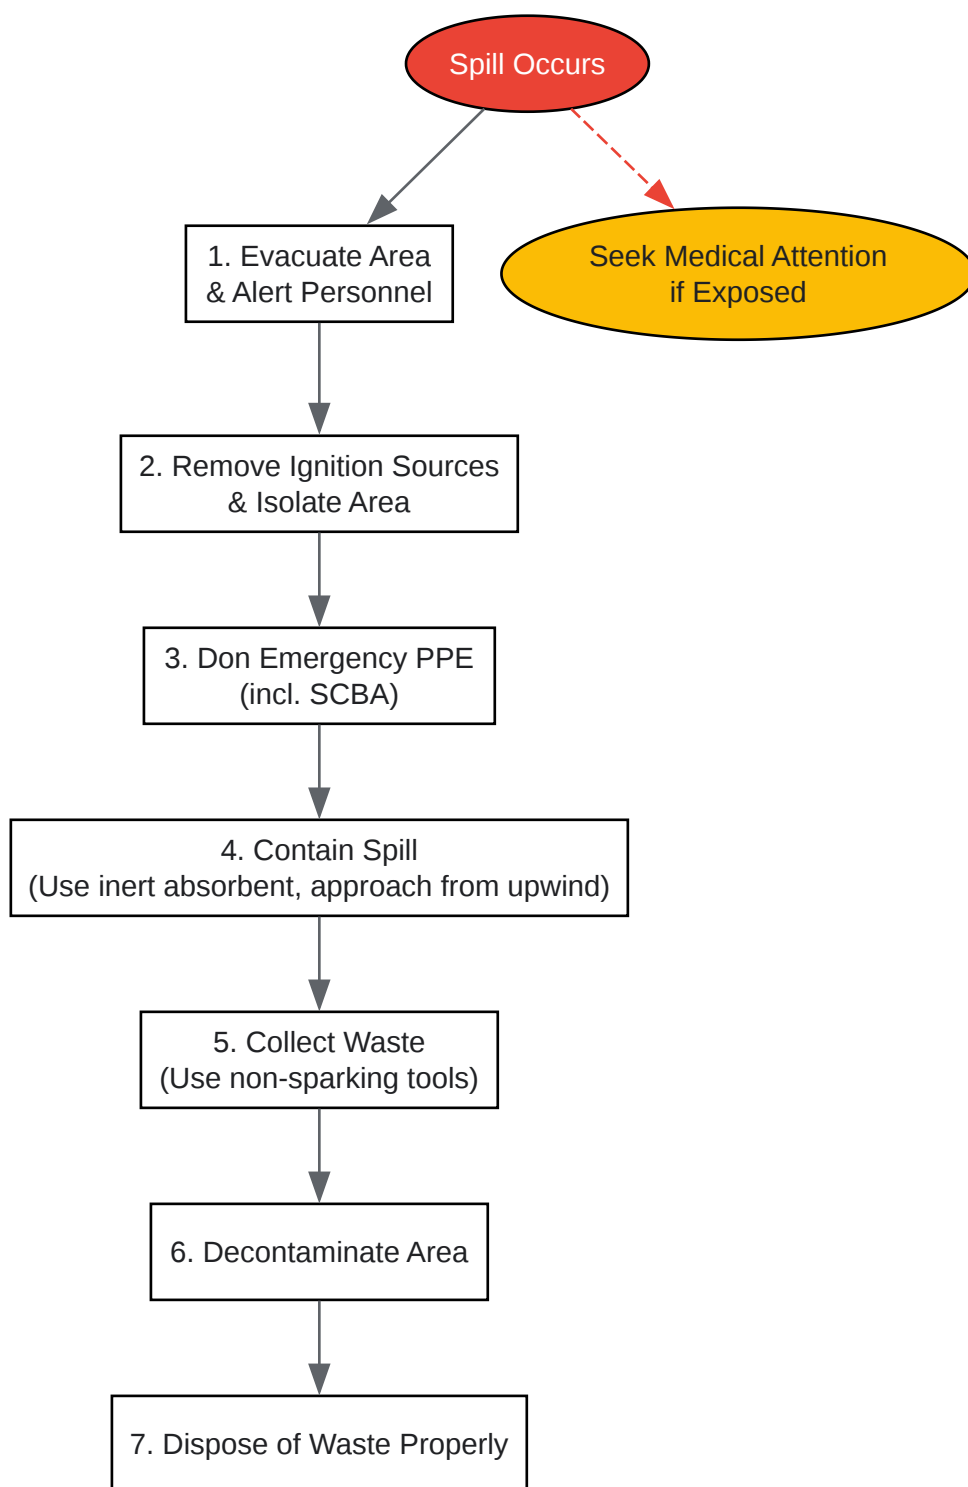 Spill Occurs
1. Evacuate Area
& Alert Personnel
Seek Medical Attention
if Exposed
2. Remove Ignition Sources
& Isolate Area
3. Don Emergency PPE
(incl. SCBA)
4. Contain Spill
(Use inert absorbent, approach from upwind)
5. Collect Waste
(Use non-sparking tools)
6. Decontaminate Area
7. Dispose of Waste Properly